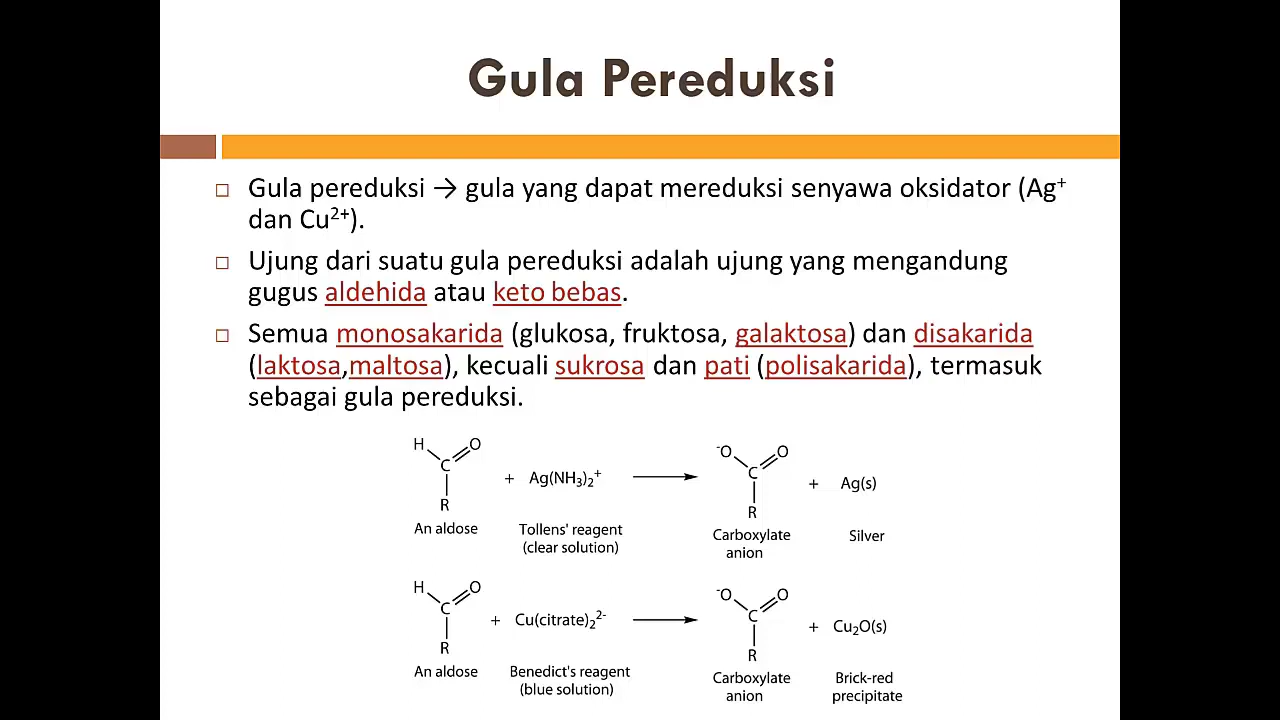 Gula Pereduksi
□ Gula pereduksi → gula yang dapat mereduksi senyawa oksidator (Ag⁺
dan Cu²⁺).
□ Ujung dari suatu gula pereduksi adalah ujung yang mengandung
gugus aldehida atau keto bebas.
□ Semua monosakarida (glukosa, fruktosa, galaktosa) dan disakarida
(laktosa,maltosa), kecuali sukrosa dan pati (polisakarida), termasuk
sebagai gula pereduksi.
H O C R + Ag(NH₃)₂⁺ ⁻O O C R + Ag(s)
An aldose Tollens' reagent Carboxylate Silver
(clear solution) anion
H O C R + Cu(citrate)₂²⁻ ⁻O O C R + Cu₂O(s)
An aldose Benedict's reagent Carboxylate Brick-red
(blue solution) anion precipitate